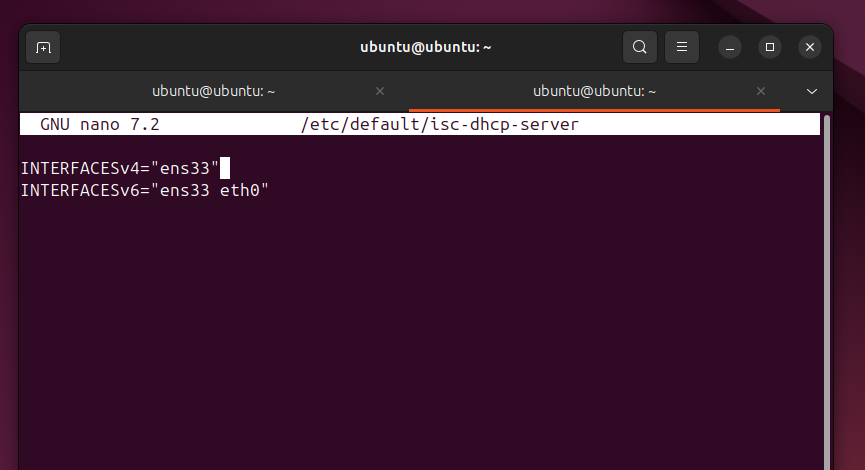 ubuntu@ubuntu: ~
ubuntu@ubuntu: ~
ubuntu@ubuntu: ~
GNU nano 7.2 /etc/default/isc-dhcp-server
INTERFACESv4="ens33"
INTERFACESv6="ens33 eth0"